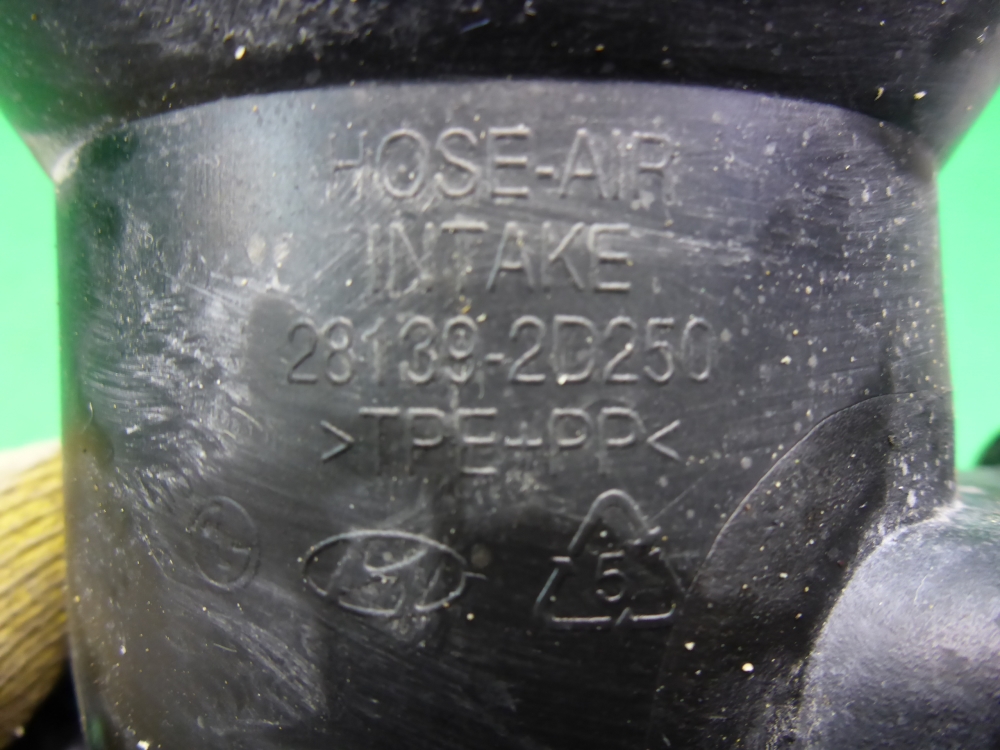 HOSE-AIR
INTAKE
28139-2D250
>TPE+PP<
5